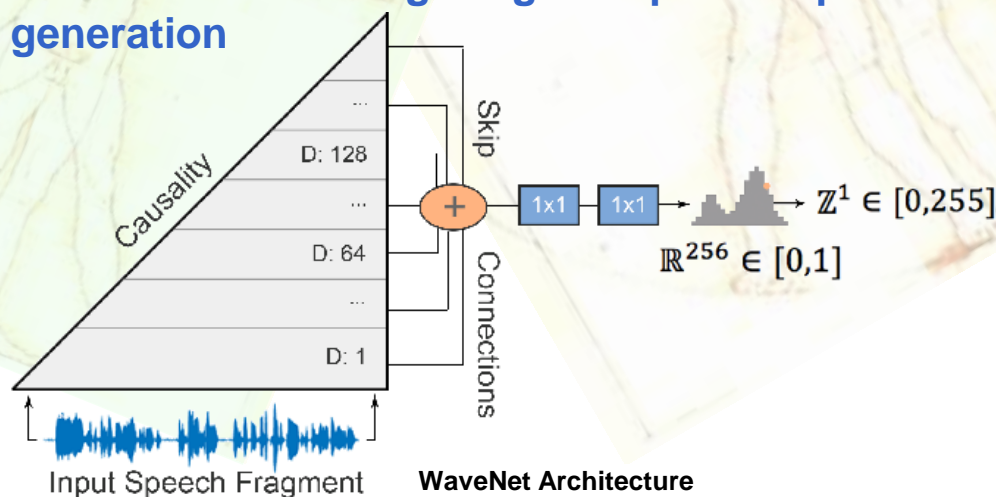 generation
Causality
...
D: 128
...
D: 64
...
D: 1
Skip
Connections
+
1x1
1x1
ℤ¹ ∈ [0,255]
ℝ²⁵⁶ ∈ [0,1]
Input Speech Fragment
WaveNet Architecture